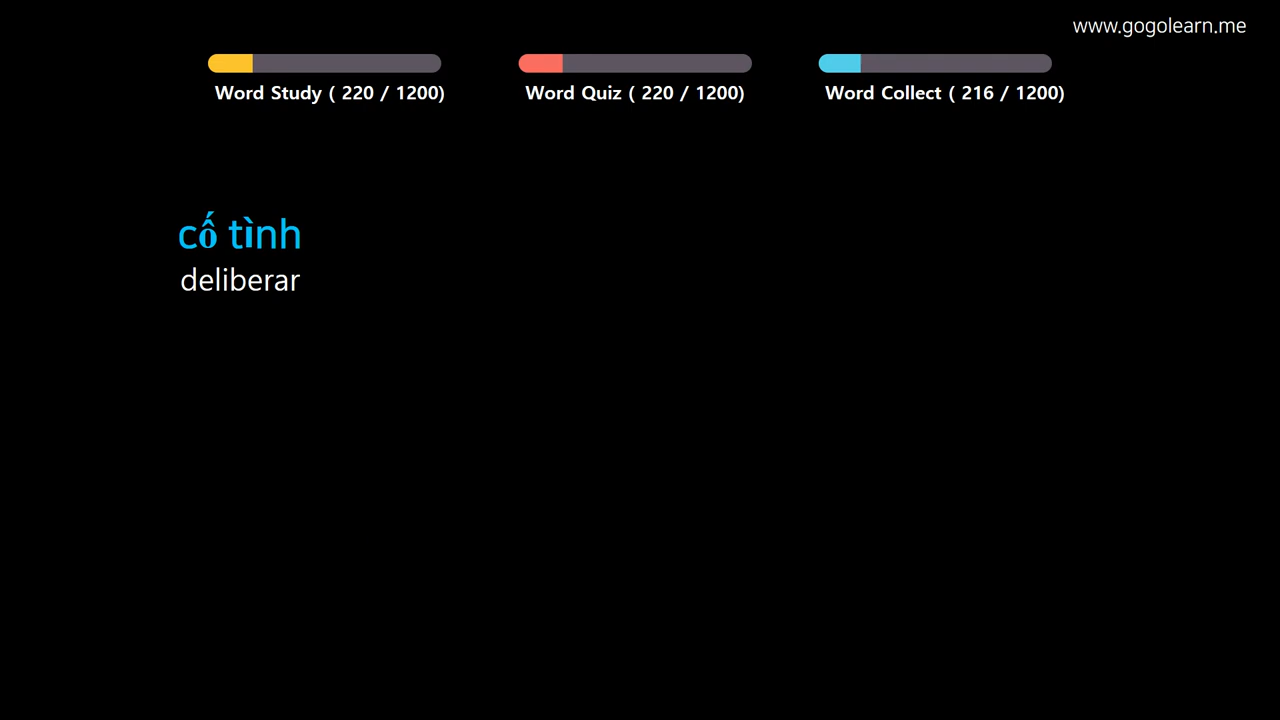 www.gogolearn.me
Word Study ( 220 / 1200)
Word Quiz ( 220 / 1200)
Word Collect ( 216 / 1200)
cố tình
deliberar